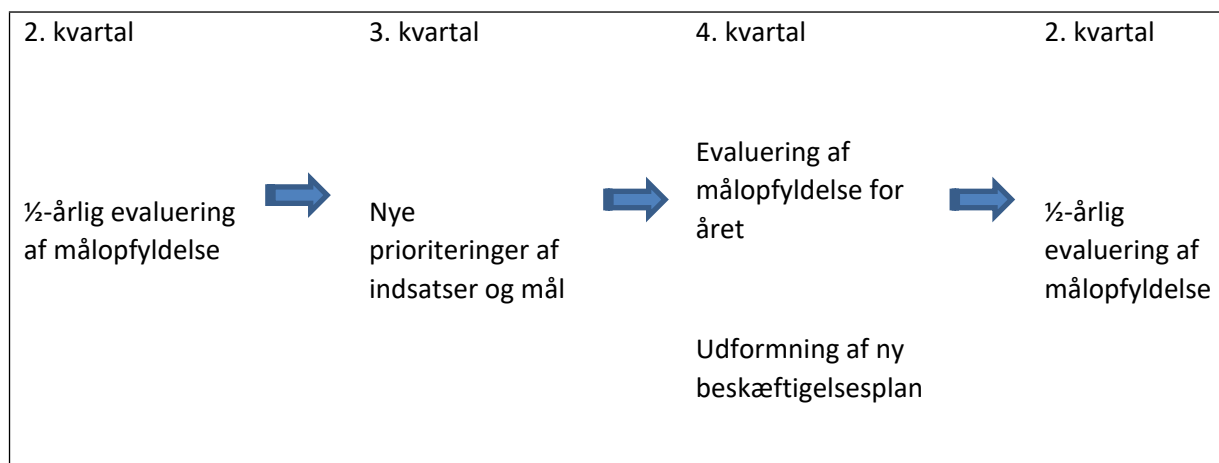 2. kvartal
3. kvartal
4. kvartal
2. kvartal
½-årlig evaluering
af målopfyldelse
Nye
prioriteringer af
indsatser og mål
Evaluering af
målopfyldelse for
året
Udformning af ny
beskæftigelsesplan
½-årlig
evaluering af
målopfyldelse